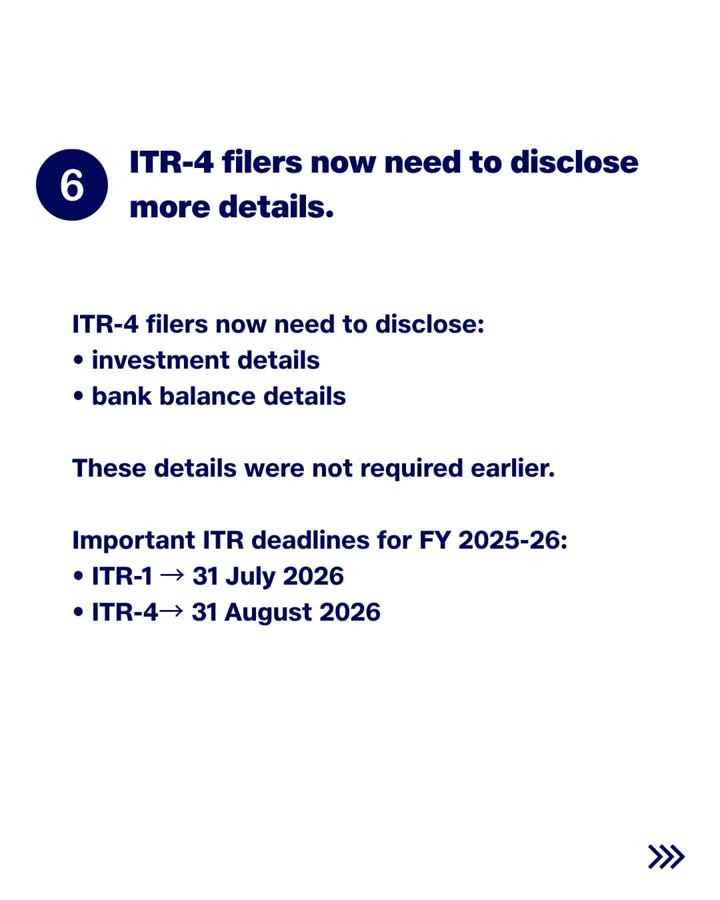 6
ITR-4 filers now need to disclose
more details.
ITR-4 filers now need to disclose:
• investment details
• bank balance details
These details were not required earlier.
Important ITR deadlines for FY 2025-26:
• ITR-1 → 31 July 2026
• ITR-4→ 31 August 2026